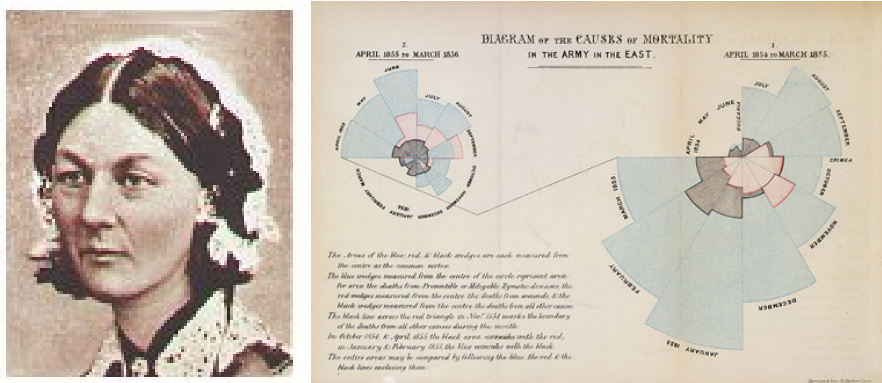 DIAGRAM OF THE CAUSES OF MORTALITY
IN THE ARMY IN THE EAST.
2.
APRIL 1855 TO MARCH 1856
1.
APRIL 1854 TO MARCH 1855.
APRIL 1855
MAY
JUNE
JULY
AUGUST
SEPTEMBER
OCTOBER
NOVEMBER
DECEMBER
JANUARY 1856
FEBRUARY
MARCH
APRIL 1854
MAY
JUNE
BULGARIA
JULY
AUGUST
SEPTEMBER
CRIMEA
OCTOBER
NOVEMBER
DECEMBER
JANUARY 1855
FEBRUARY
MARCH 1855
The Areas of the blue, red, & black wedges are each measured from
the centre as the common vertex
The blue wedges measured from the centre of the circle represent area
for area the deaths from Preventible or Mitigable Zymotic diseases, the
red wedges measured from the centre the deaths from wounds, & the
black wedges measured from the centre the deaths from all other causes
The black line across the red triangle in Nov.r 1854 marks the boundary
of the deaths from all other causes during the month
In October 1854, & April, 1855, the black area coincides with the red,
in January & February 1855, the blue coincides with the black
The entire areas may be compared by following the blue, the red & the
black lines enclosing them